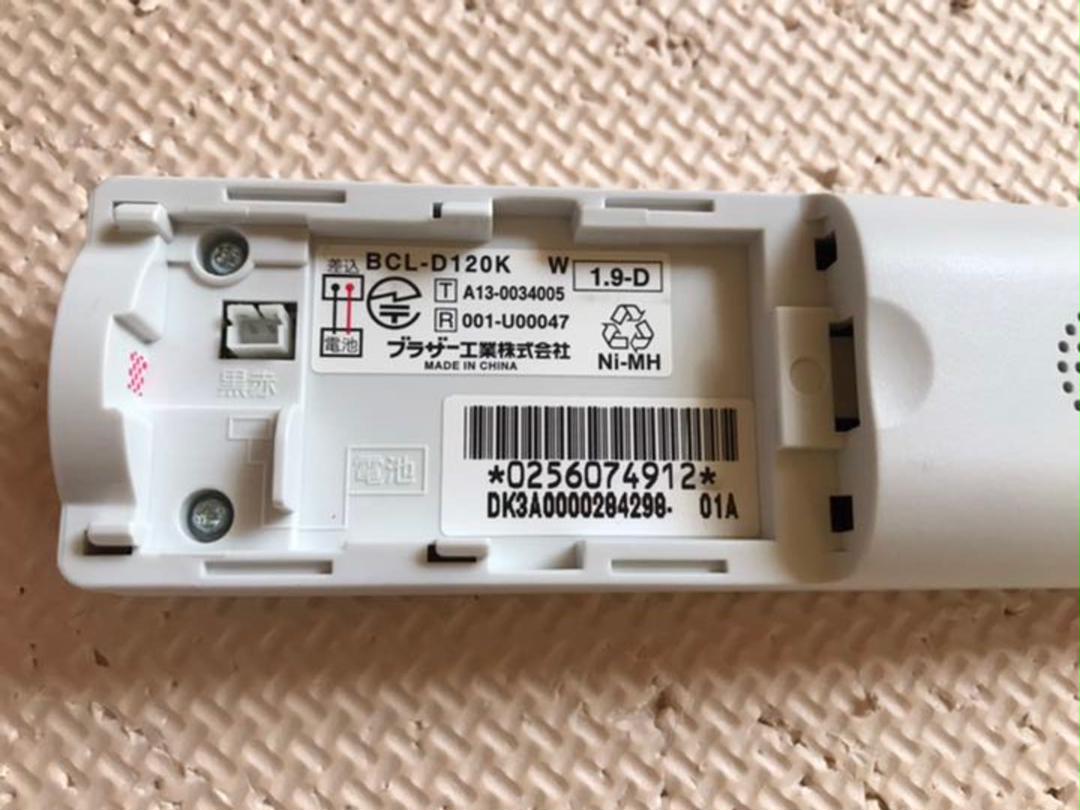 差込 BCL-D120K W 1.9-D
T A13-0034005
R 001-U00047
電池 ブラザー工業株式会社 Ni-MH
MADE IN CHINA
黒赤
電池
*0256074912*
DK3A0000284298- 01A